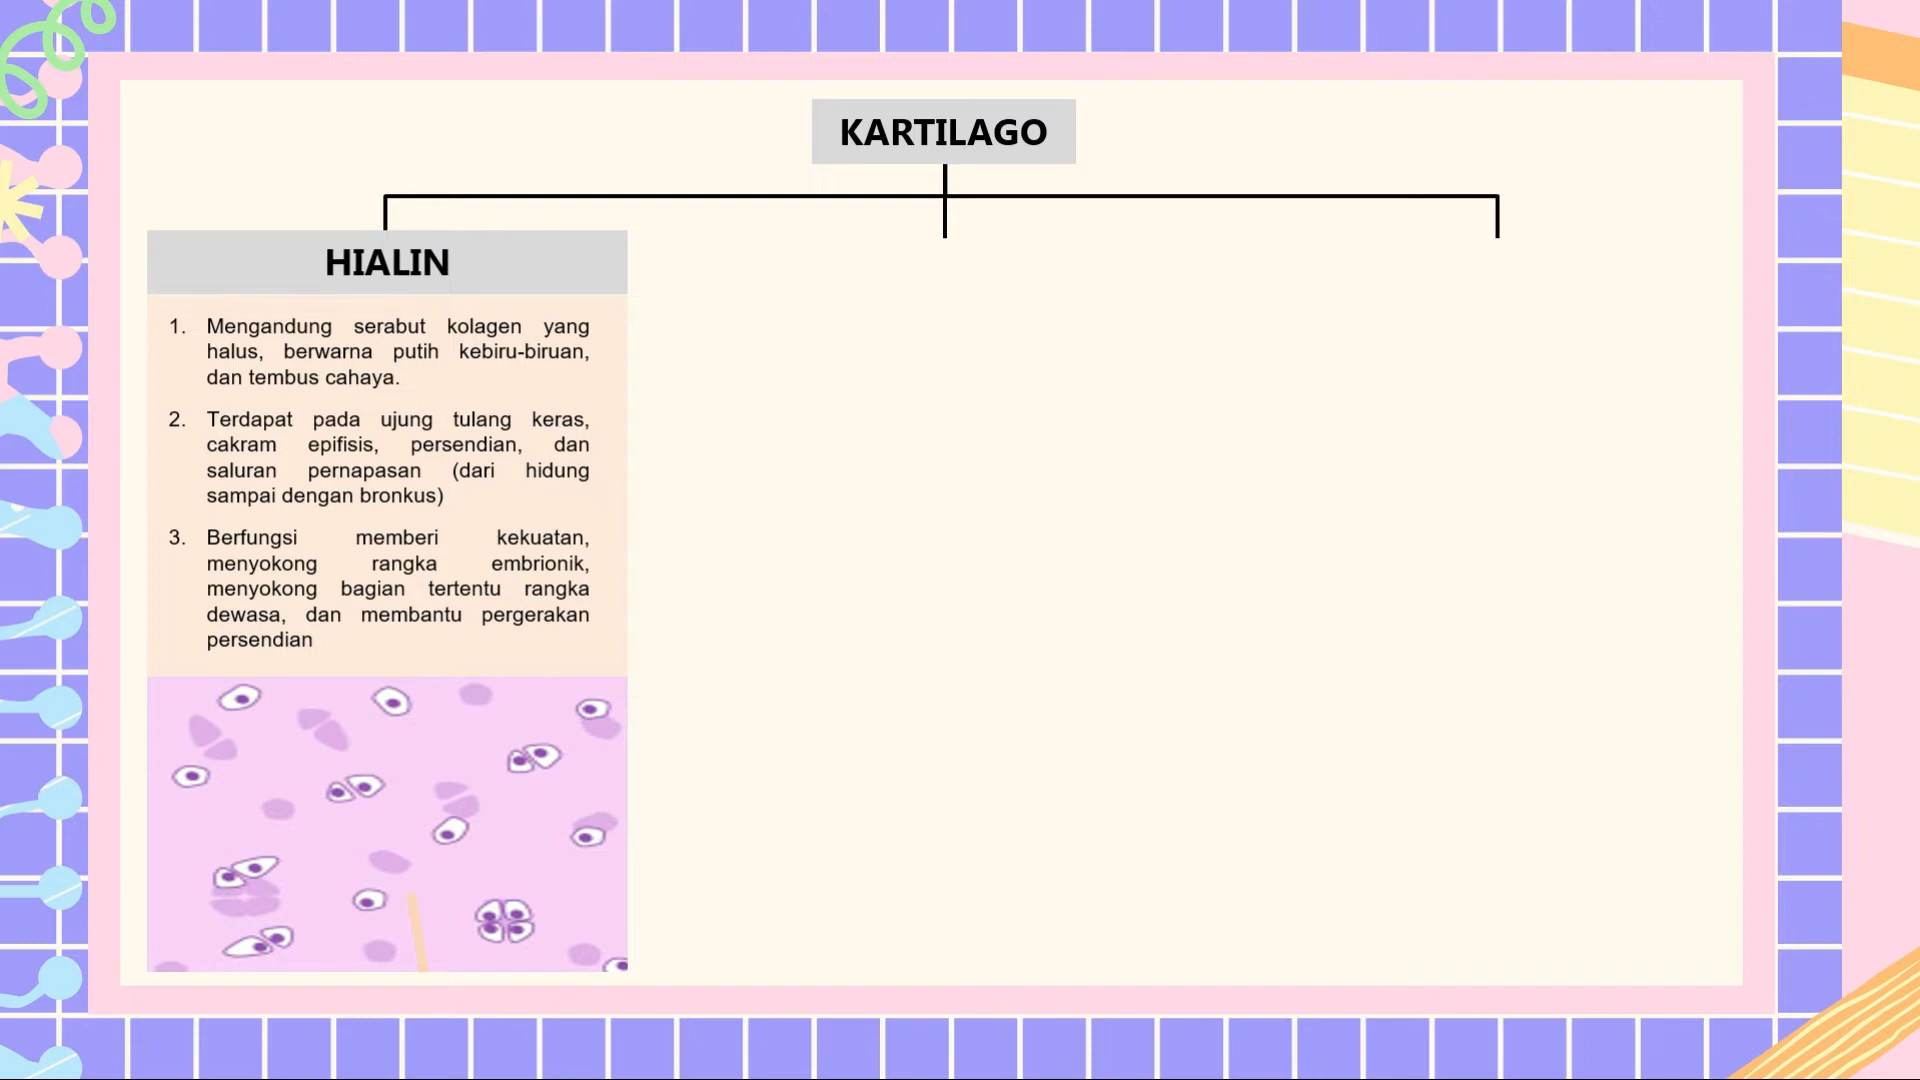 KARTILAGO
HIALIN
1. Mengandung serabut kolagen yang
halus, berwarna putih kebiru-biruan,
dan tembus cahaya.
2. Terdapat pada ujung tulang keras,
cakram epifisis, persendian, dan
saluran pernapasan (dari hidung
sampai dengan bronkus)
3. Berfungsi memberi kekuatan,
menyokong rangka embrionik,
menyokong bagian tertentu rangka
dewasa, dan membantu pergerakan
persendian